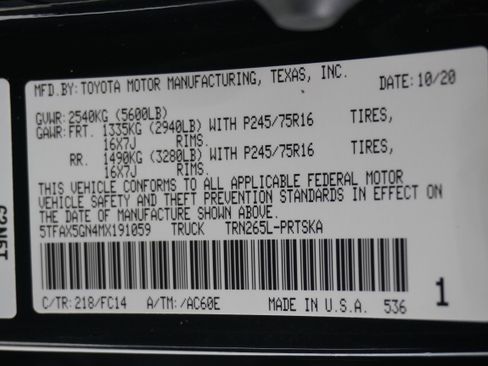 MFD.BY: TOYOTA MOTOR MANUFACTURING, TEXAS, INC.
DATE: 10/20
GVWR: 2540KG (5600LB)
GAWR: FRT. 1335KG (2940LB) WITH P245/75R16 TIRES,
16X7J RIMS.
RR. 1490KG (3280LB) WITH P245/75R16 TIRES,
16X7J RIMS.
THIS VEHICLE CONFORMS TO ALL APPLICABLE FEDERAL MOTOR
VEHICLE SAFETY AND THEFT PREVENTION STANDARDS IN EFFECT ON
THE DATE OF MANUFACTURE SHOWN ABOVE.
5TFAX5GN4MX191059 TRUCK TRN265L-PRTSKA
C/TR: 218/FC14 A/TM: /AC60E MADE IN U.S.A. 536 1